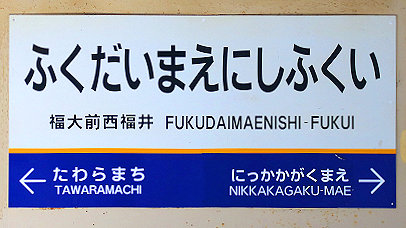 ふくだいまえにしふくい
福大前西福井 FUKUDAIMAENISHI-FUKUI
← たわらまち にっかかがくまえ →
TAWARAMACHI NIKKAKAGAKU-MAE